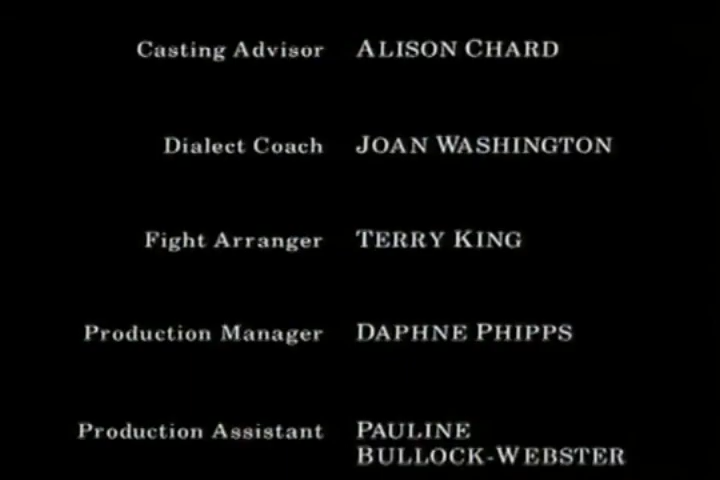 Casting Advisor ALISON CHARD
Dialect Coach JOAN WASHINGTON
Fight Arranger TERRY KING
Production Manager DAPHNE PHIPPS
Production Assistant PAULINE
BULLOCK-WEBSTER